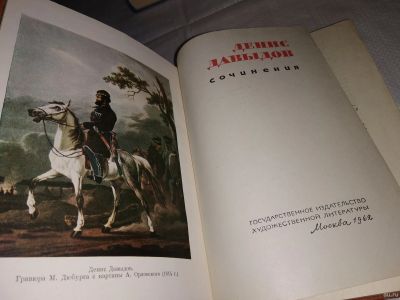 Денис Давыдов.
Гравюра М. Дюбурга с картины А. Орловского (1814 г.)
ДЕНИС
ДАВЫДОВ
СОЧИНЕНИЯ
ГОСУДАРСТВЕННОЕ ИЗДАТЕЛЬСТВО
ХУДОЖЕСТВЕННОЙ ЛИТЕРАТУРЫ
Москва 1962